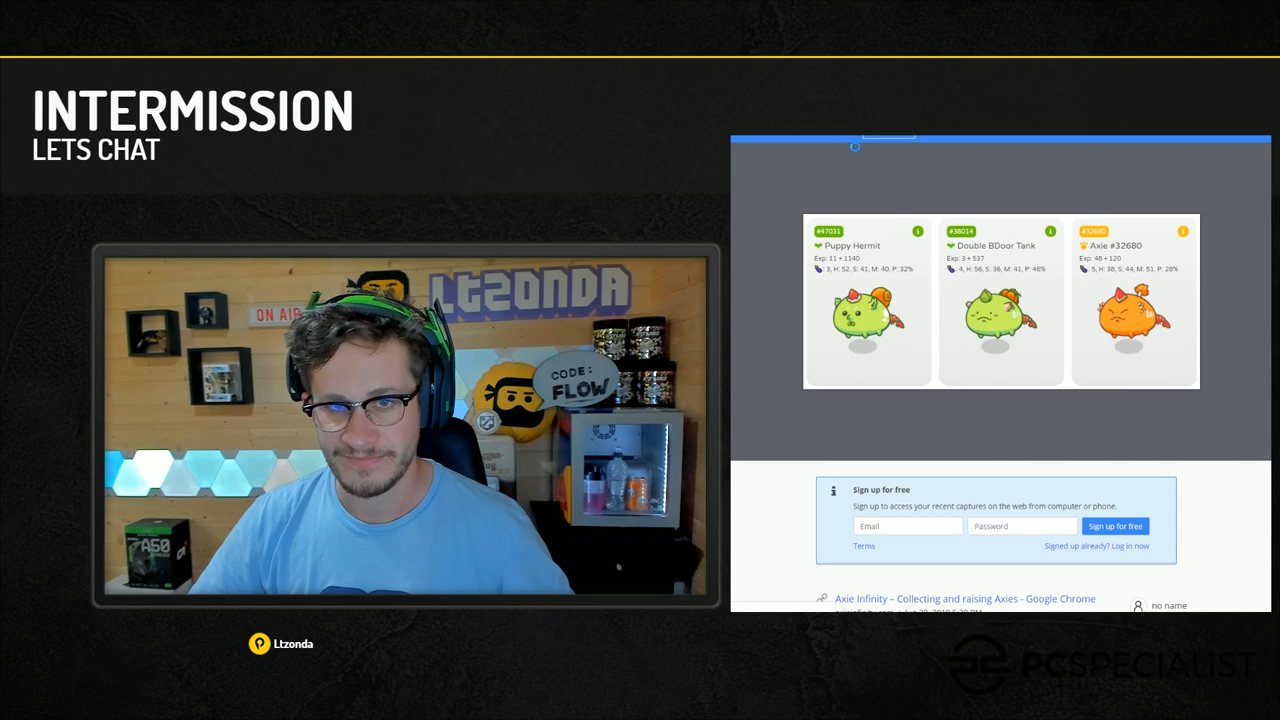 INTERMISSION
LETS CHAT
ON AIR
Ltzonda
CODE:
FLOW
A50
#47031
Puppy Hermit
Exp: 11 + 1140
3, H: 52, S: 41, M: 40, P: 32%
#38014
Double BDoor Tank
Exp: 3 + 537
4, H: 56, S: 36, M: 41, P: 46%
#32680
Axie #32680
Exp: 48 + 120
5, H: 38, S: 44, M: 51, P: 28%
Sign up for free
Sign up to access your recent captures on the web from computer or phone.
Email
Password
Sign up for free
Terms
Signed up already? Log in now
Axie Infinity – Collecting and raising Axies - Google Chrome
no name
Ltzonda
PCSPECIALIST